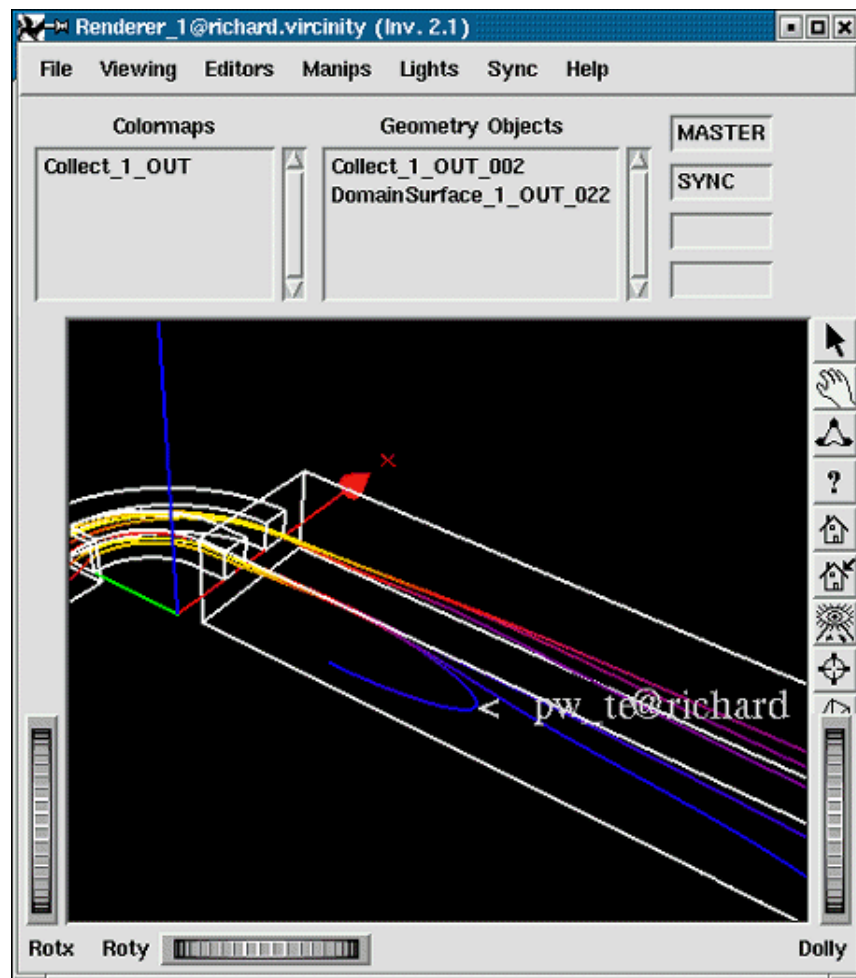 Renderer_1@richard.vircinity (Inv. 2.1)
File Viewing Editors Manips Lights Sync Help
Colormaps
Geometry Objects
MASTER
Collect_1_OUT
Collect_1_OUT_002
DomainSurface_1_OUT_022
SYNC
x
?
< pw_te@richard
Rotx Roty Dolly